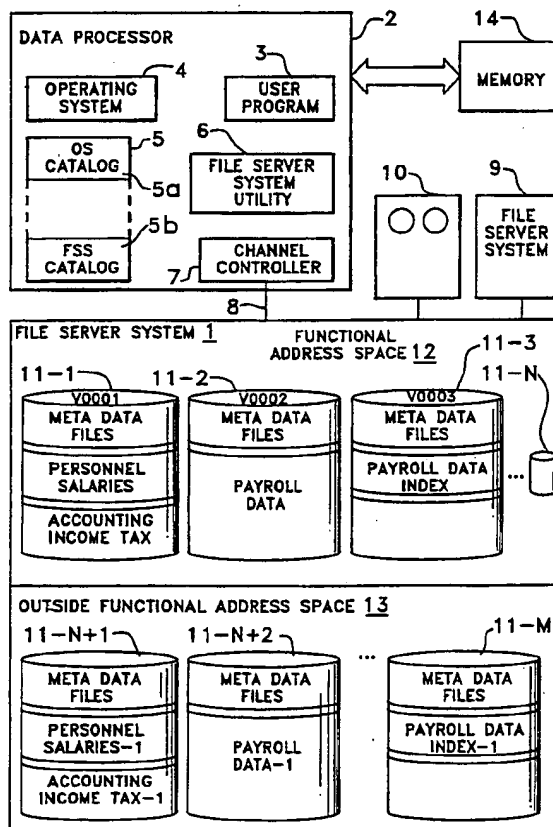 DATA PROCESSOR
2
14
4
3
OPERATING
SYSTEM
USER
PROGRAM
MEMORY
5
6
OS
CATALOG
5a
FILE SERVER
SYSTEM
UTILITY
10
9
FILE
SERVER
SYSTEM
5b
FSS
CATALOG
CHANNEL
CONTROLLER
7
8
FILE SERVER SYSTEM 1
FUNCTIONAL
ADDRESS SPACE 12
11-1
11-2
11-3
11-N
V0001
META DATA
FILES
PERSONNEL
SALARIES
ACCOUNTING
INCOME TAX
V0002
META DATA
FILES
PAYROLL
DATA
V0003
META DATA
FILES
PAYROLL DATA
INDEX
...
OUTSIDE FUNCTIONAL ADDRESS SPACE 13
11-N+1
11-N+2
...
11-M
META DATA
FILES
PERSONNEL
SALARIES-1
ACCOUNTING
INCOME TAX-1
META DATA
FILES
PAYROLL
DATA-1
META DATA
FILES
PAYROLL DATA
INDEX-1